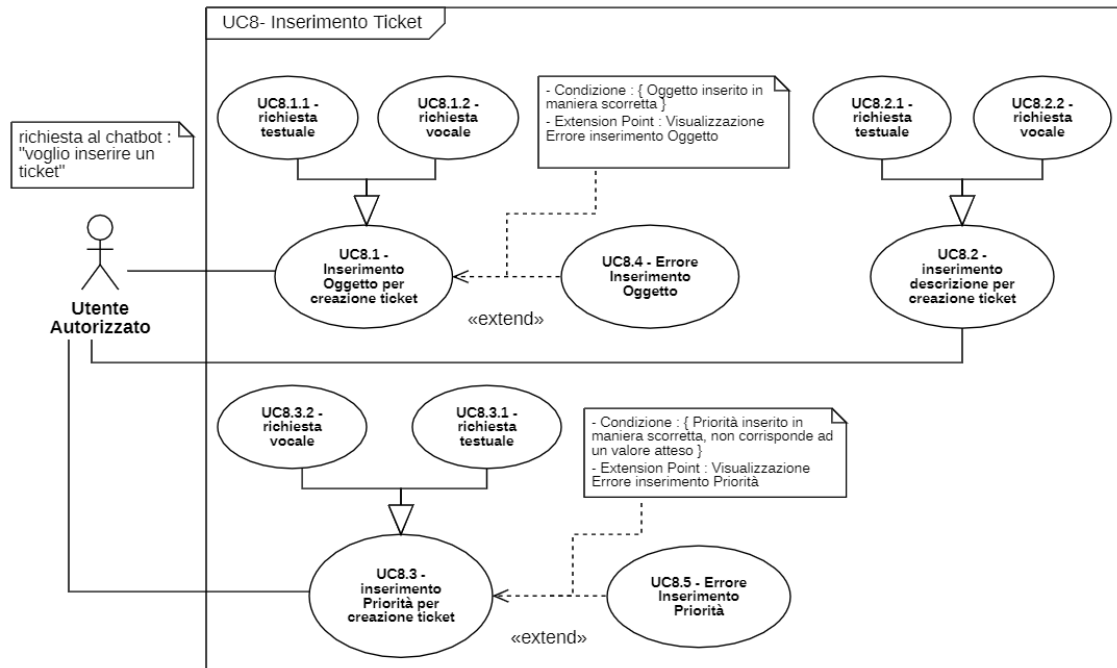 UC8- Inserimento Ticket
richiesta al chatbot :
"voglio inserire un
ticket"
UC8.1.1 -
richiesta
testuale
UC8.1.2 -
richiesta
vocale
- Condizione : { Oggetto inserito in
maniera scorretta }
- Extension Point : Visualizzazione
Errore inserimento Oggetto
UC8.2.1 -
richiesta
testuale
UC8.2.2 -
richiesta
vocale
Utente
Autorizzato
UC8.1 -
Inserimento
Oggetto per
creazione ticket
UC8.4 - Errore
Inserimento
Oggetto
«extend»
UC8.2 -
inserimento
descrizione per
creazione ticket
UC8.3.2 -
richiesta
vocale
UC8.3.1 -
richiesta
testuale
- Condizione : { Priorità inserito in
maniera scorretta, non corrisponde ad
un valore atteso }
- Extension Point : Visualizzazione
Errore inserimento Priorità
UC8.3 -
inserimento
Priorità per
creazione ticket
UC8.5 - Errore
Inserimento
Priorità
«extend»